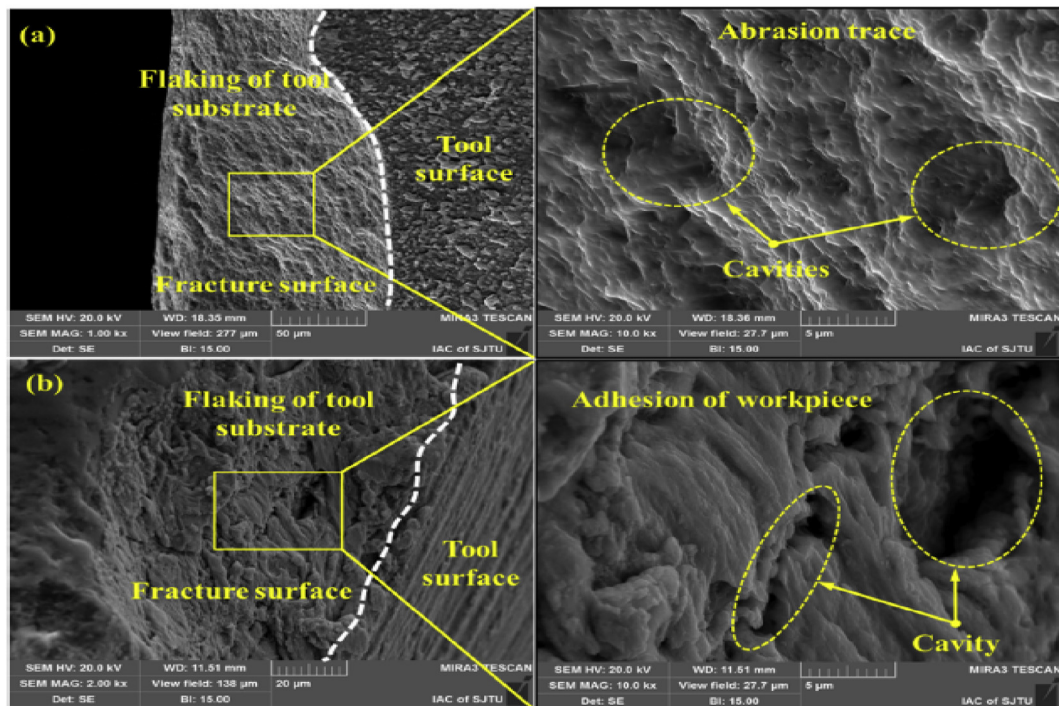 (a)
Flaking of tool
substrate
Tool
surface
Fracture surface
SEM HV: 20.0 kV WD: 18.35 mm MIRA3 TESCAN
SEM MAG: 1.00 kx View field: 277 µm 50 µm
Det: SE BI: 15.00 IAC of SJTU
Abrasion trace
Cavities
SEM HV: 20.0 kV WD: 18.36 mm MIRA3 TESCAN
SEM MAG: 10.0 kx View field: 27.7 µm 5 µm
Det: SE BI: 15.00 IAC of SJTU
(b)
Flaking of tool
substrate
Tool
surface
Fracture surface
SEM HV: 20.0 kV WD: 11.51 mm MIRA3 TESCAN
SEM MAG: 2.00 kx View field: 138 µm 20 µm
Det: SE BI: 15.00 IAC of SJTU
Adhesion of workpiece
Cavity
SEM HV: 20.0 kV WD: 11.51 mm MIRA3 TESCAN
SEM MAG: 10.0 kx View field: 27.7 µm 5 µm
Det: SE BI: 15.00 IAC of SJTU